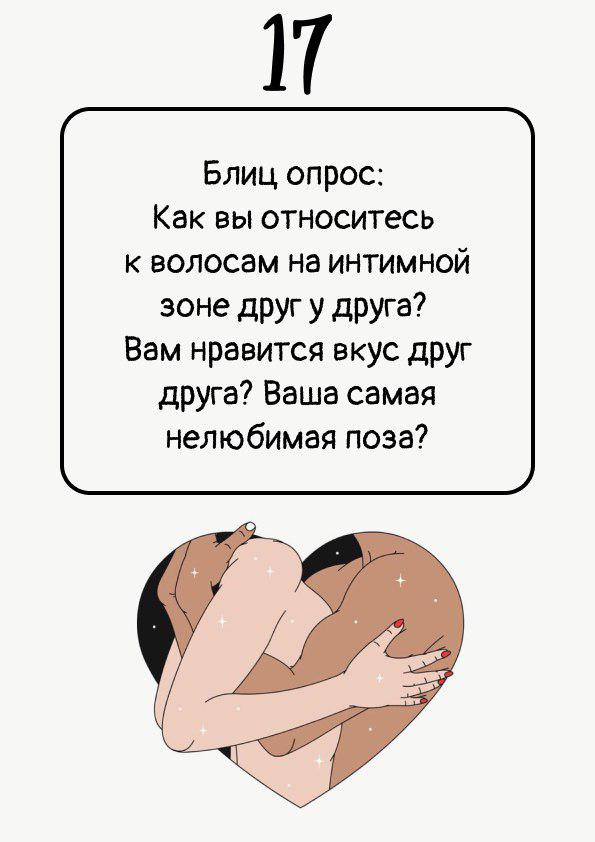 17
Блиц опрос:
Как вы относитесь
к волосам на интимной
зоне друг у друга?
Вам нравится вкус друг
друга? Ваша самая
нелюбимая поза?